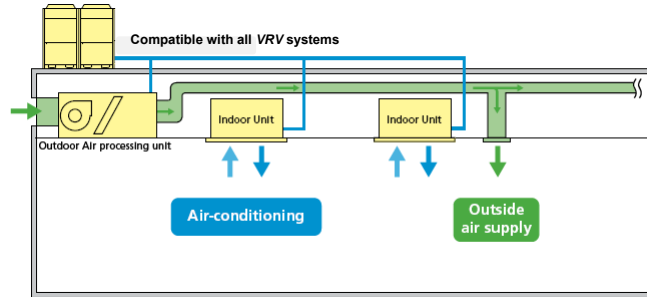 Compatible with all VRV systems
Indoor Unit
Indoor Unit
Outdoor Air processing unit
Air-conditioning
Outside
air supply